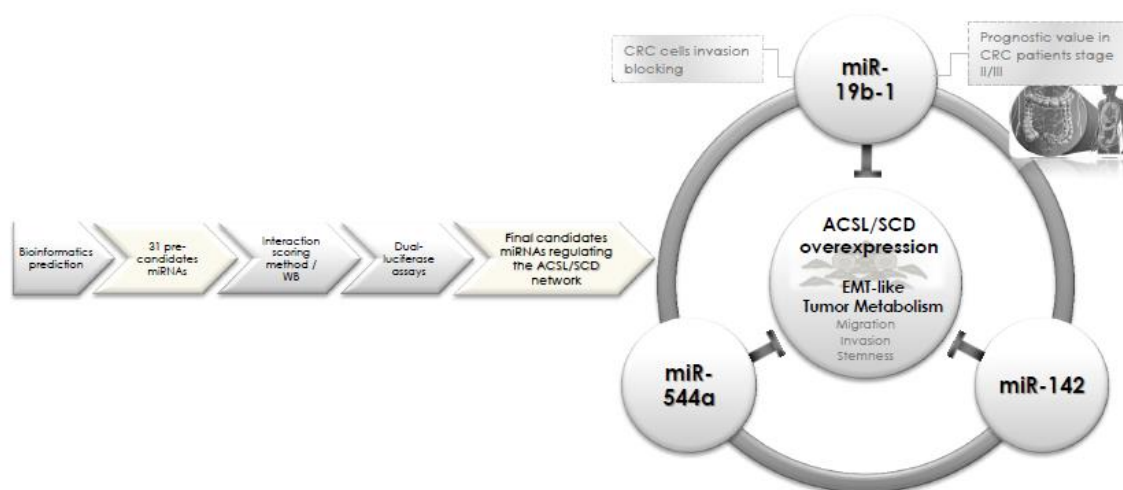 Bioinformatics
prediction
31 pre-
candidates
miRNAs
Interaction
scoring
method /
WB
Dual-
luciferase
assays
Final candidates
miRNAs regulating
the ACSL/SCD
network
CRC cells invasion
blocking
miR-
19b-1
Prognostic value in
CRC patients stage
II/III
ACSL/SCD
overexpression
EMT-like
Tumor Metabolism
Migration
Invasion
Stemness
miR-
544a
miR-142